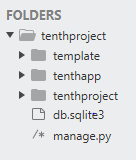 FOLDERS
tenthproject
template
tenthapp
tenthproject
db.sqlite3
/* manage.py